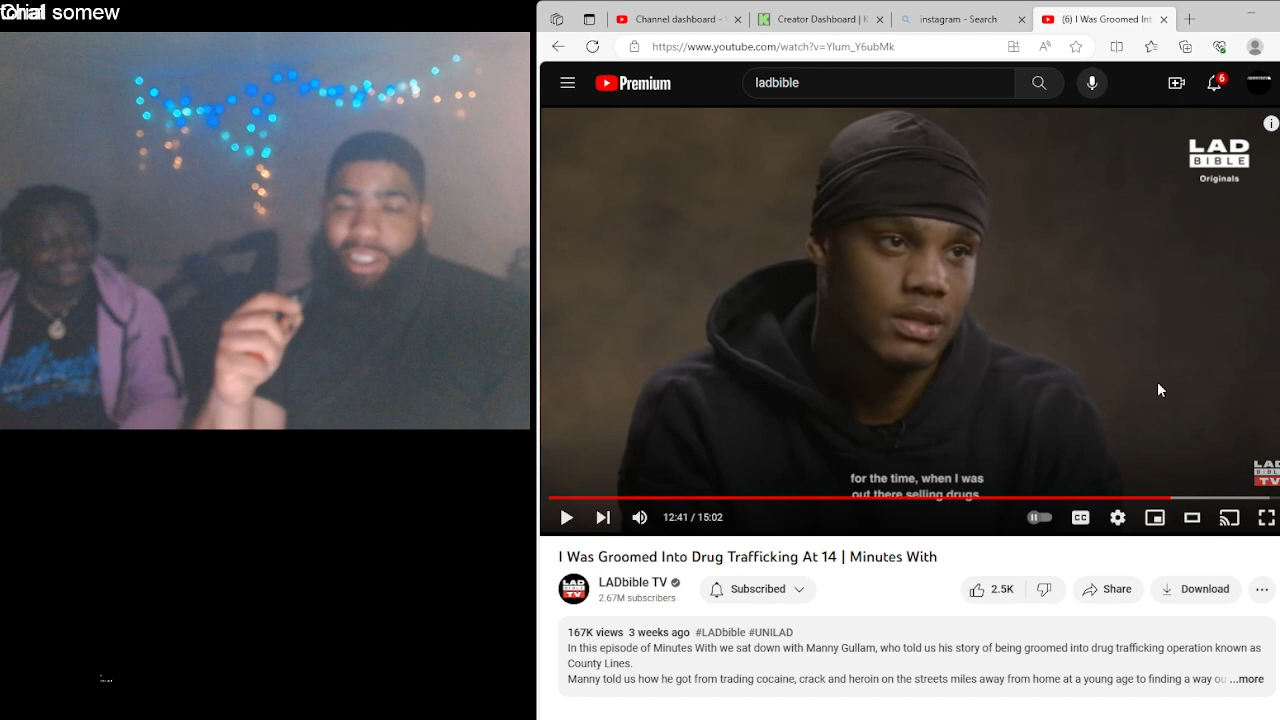 somew
Channel dashboard -
Creator Dashboard | K
instagram - Search
(6) I Was Groomed Int
https://www.youtube.com/watch?v=Ylum_Y6ubMk
Premium
ladbible
6
LAD
BIBLE
Originals
for the time, when I was
out there selling drugs
LAD
BIBLE
TV
12:41 / 15:02
CC
I Was Groomed Into Drug Trafficking At 14 | Minutes With
LADbible TV
2.67M subscribers
Subscribed
2.5K
Share
Download
167K views 3 weeks ago #LADbible #UNILAD
In this episode of Minutes With we sat down with Manny Gullam, who told us his story of being groomed into drug trafficking operation known as
County Lines.
Manny told us how he got from trading cocaine, crack and heroin on the streets miles away from home at a young age to finding a way ou ...more